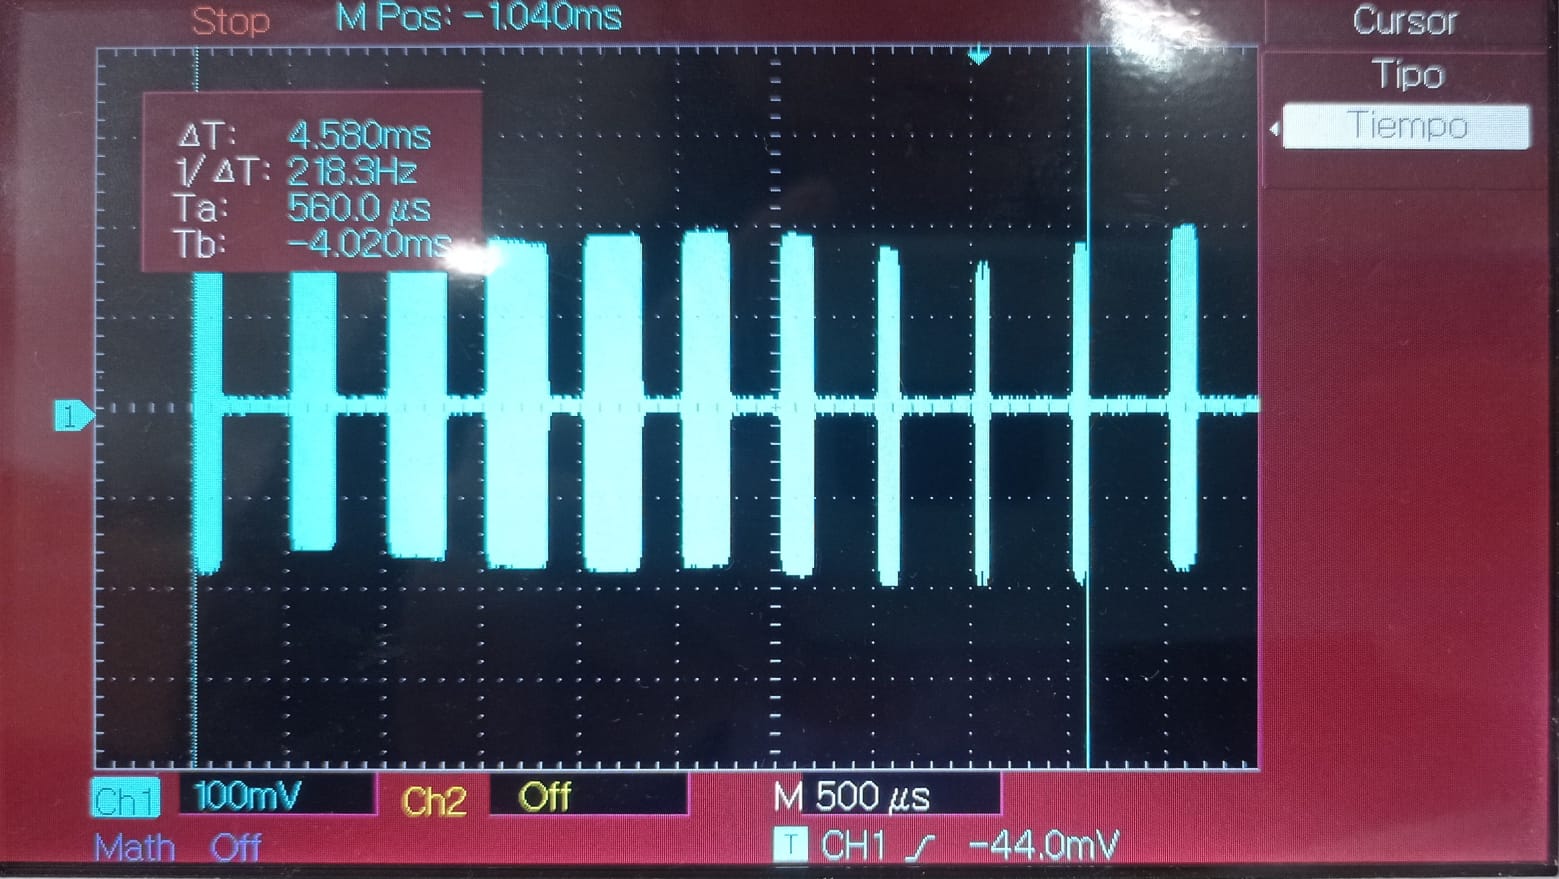 Stop M Pos: -1.040ms Cursor
Tipo
Tiempo
ΔT: 4.580ms
1/ΔT: 218.3Hz
Ta: 560.0 µs
Tb: -4.020ms
1
Ch1 100mV Ch2 Off M 500 µs
Math Off T CH1 -44.0mV